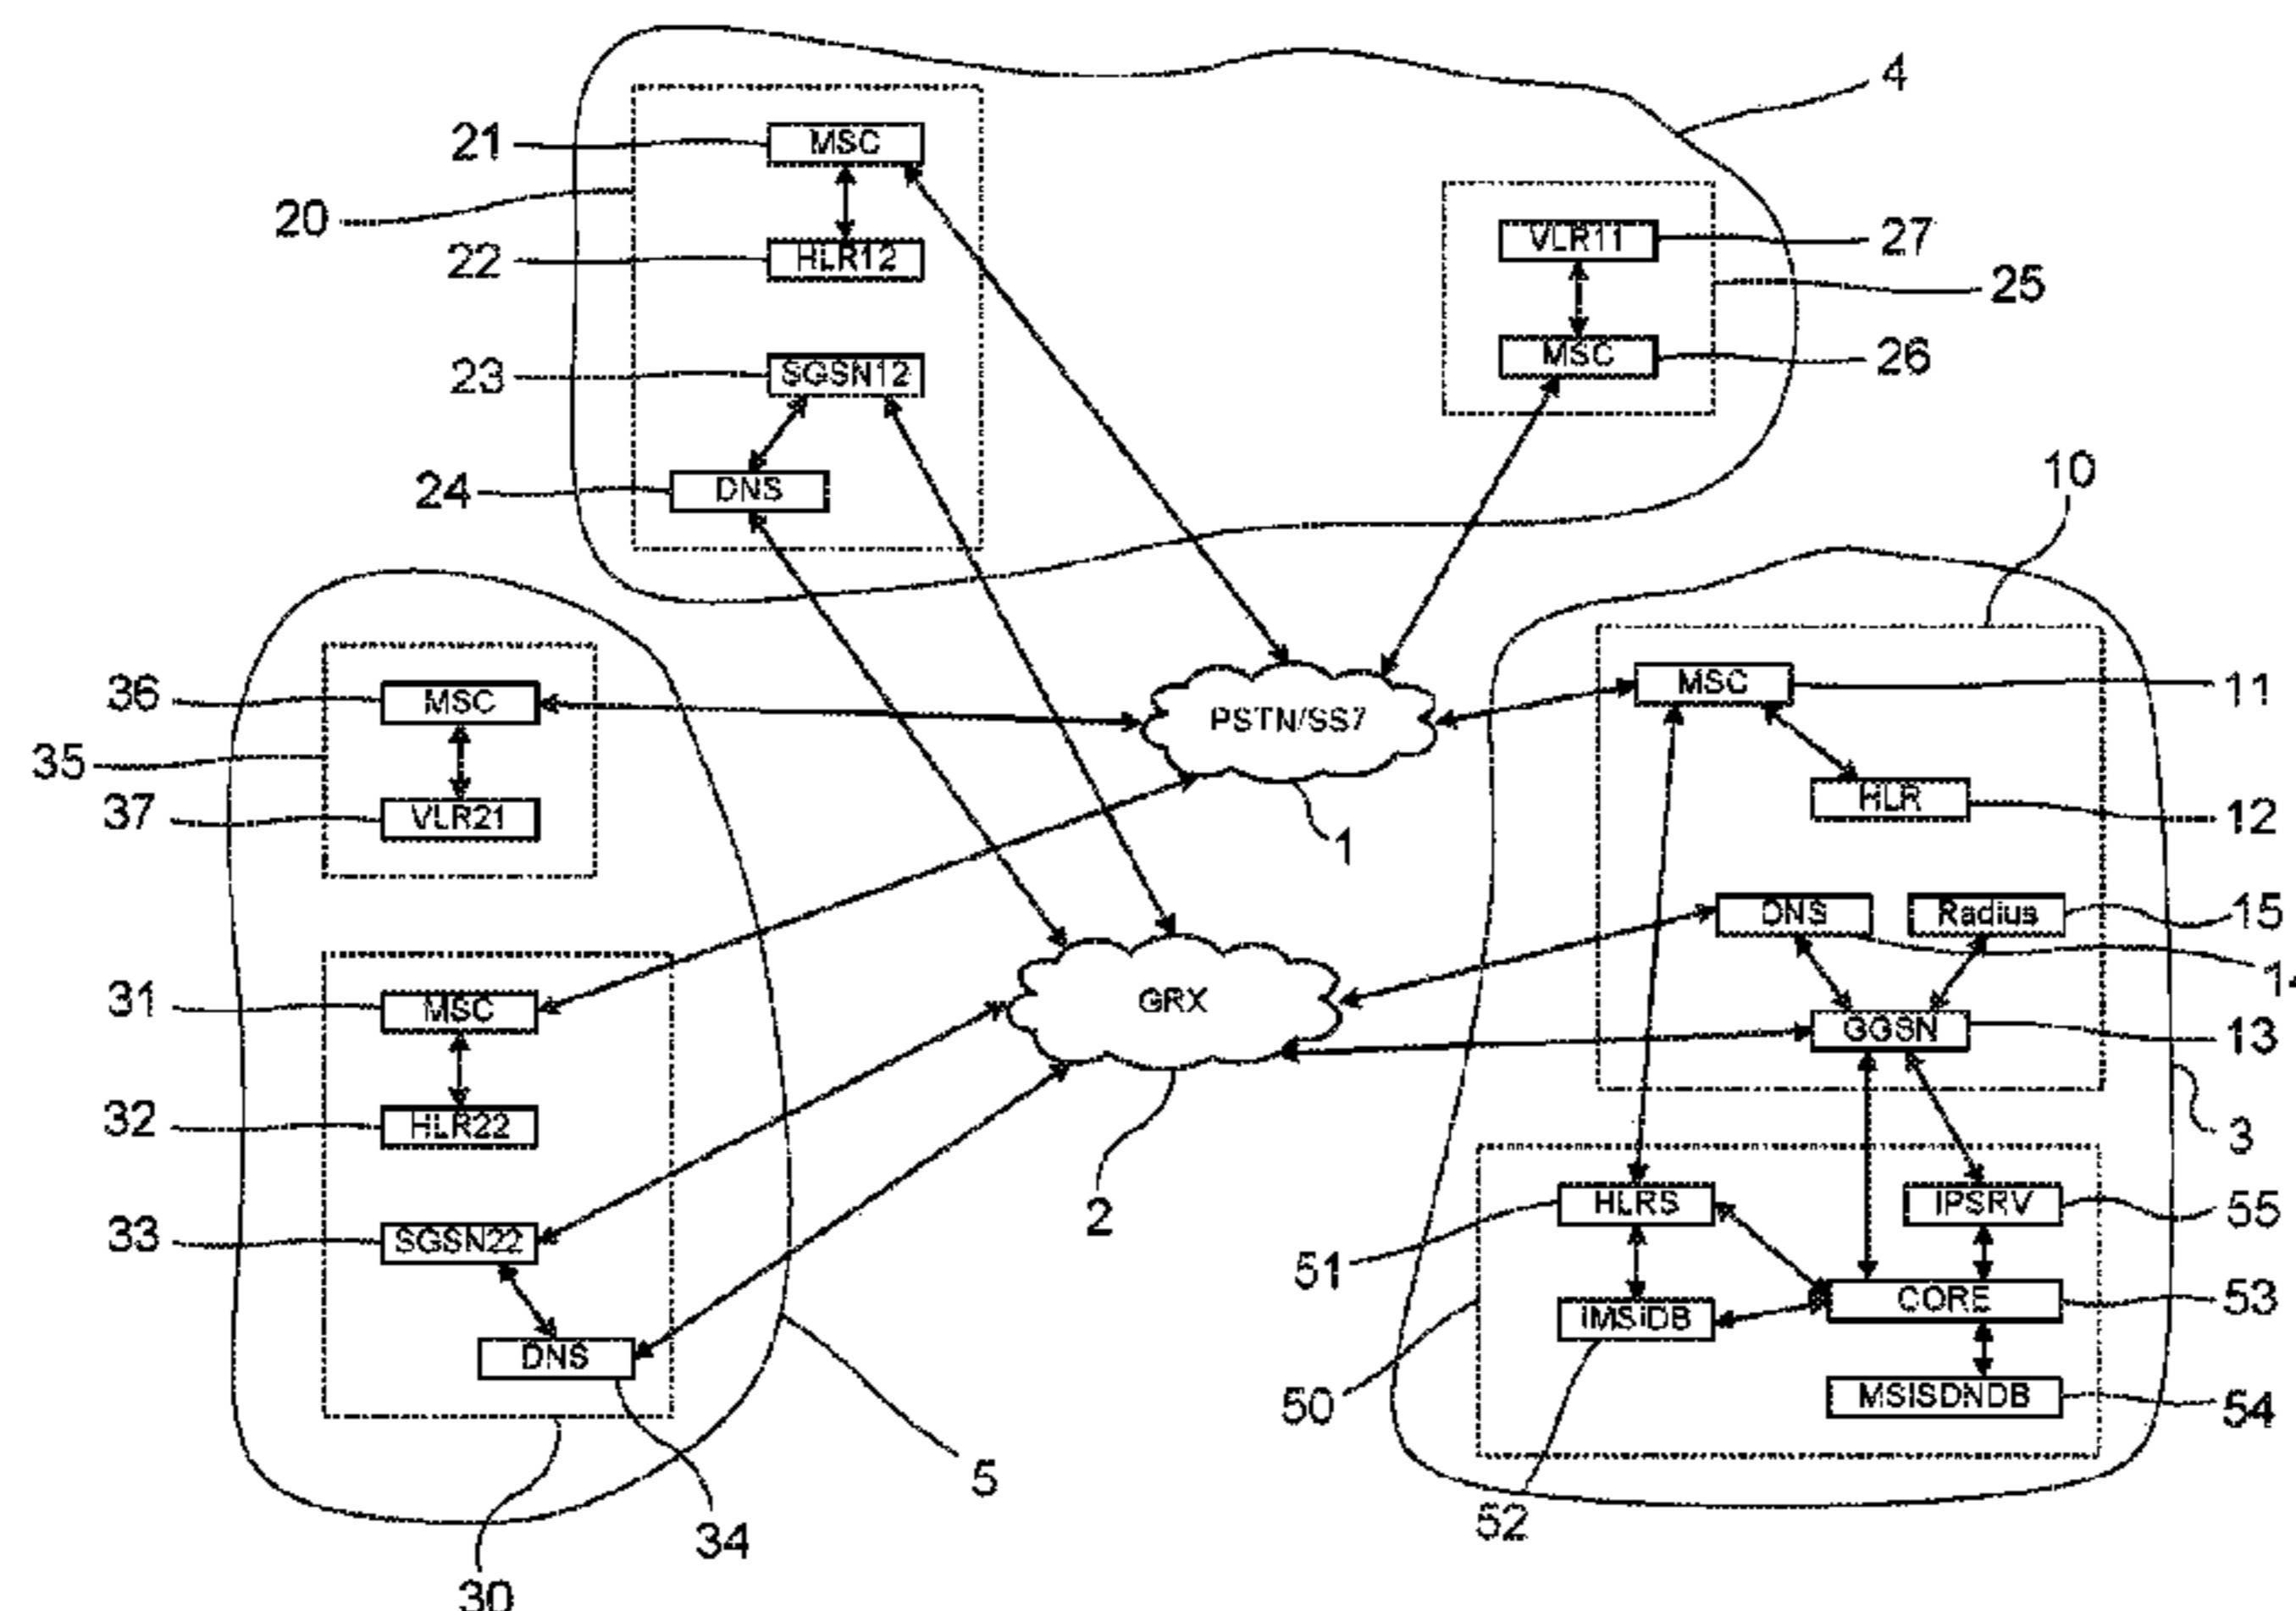 4
21
MSC
20
22
HLR12
VLR11
27
25
23
SGSN12
MSC
26
24
DNS
10
36
MSC
PSTN/SS7
MSC
11
35
37
VLR21
HLR
12
1
DNS
Radius
15
14
31
MSC
GRX
GGSN
13
32
HLR22
3
2
33
SGSN22
HLRS
IPSRV
55
51
IMSIDB
CORE
53
DNS
50
MSISDNDB
54
5
34
52
30